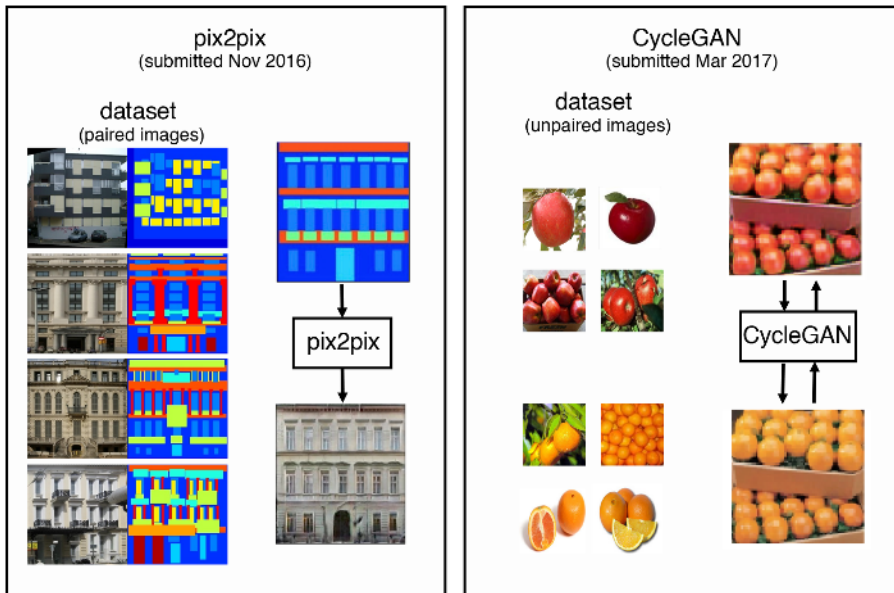 pix2pix
(submitted Nov 2016)
dataset
(paired images)
pix2pix
CycleGAN
(submitted Mar 2017)
dataset
(unpaired images)
CycleGAN